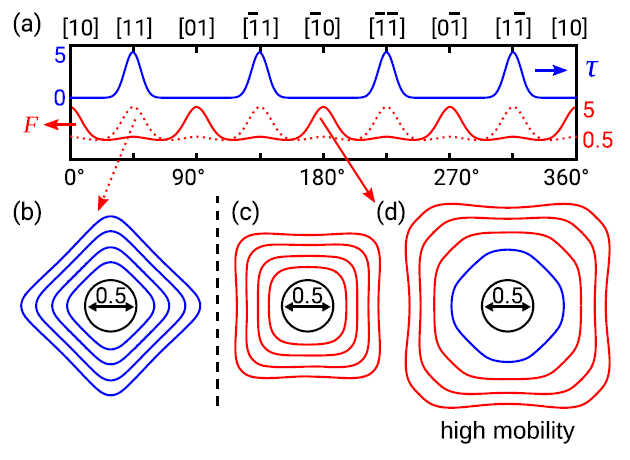 (a) [10] [11] [01] [1̅1] [1̅0] [1̅1̅] [01̅] [11̅] [10]
5
τ
0
F
5
0.5
0° 90° 180° 270° 360°
(b) (c) (d)
0.5 0.5 0.5
high mobility